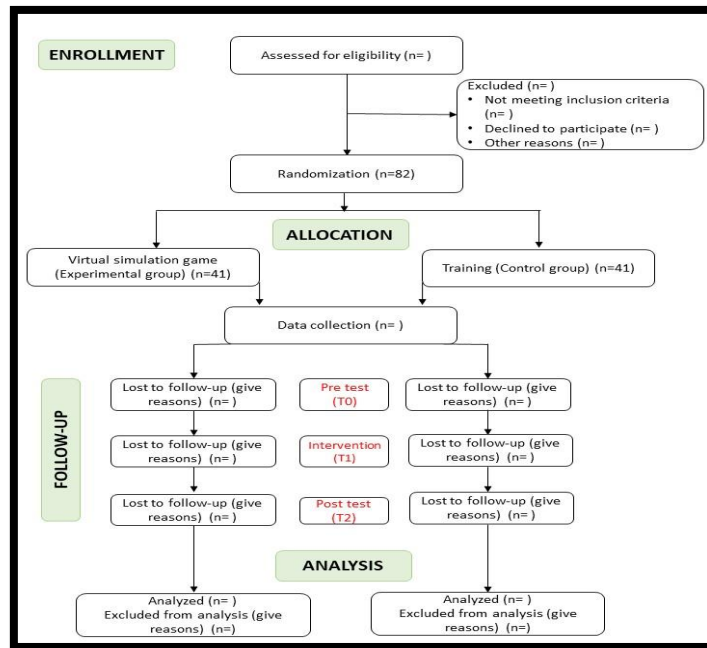 ENROLLMENT
Assessed for eligibility (n= )
Excluded (n= )
• Not meeting inclusion criteria
(n= )
• Declined to participate (n= )
• Other reasons (n= )
Randomization (n=82)
ALLOCATION
Virtual simulation game
(Experimental group) (n=41)
Training (Control group) (n=41)
Data collection (n= )
FOLLOW-UP
Lost to follow-up (give
reasons) (n= )
Pre test
(T0)
Lost to follow-up (give
reasons) (n= )
Lost to follow-up (give
reasons) (n= )
Intervention
(T1)
Lost to follow-up (give
reasons) (n= )
Lost to follow-up (give
reasons) (n= )
Post test
(T2)
Lost to follow-up (give
reasons) (n= )
ANALYSIS
Analyzed (n= )
Excluded from analysis (give
reasons) (n=)
Analyzed (n= )
Excluded from analysis (give
reasons) (n=)